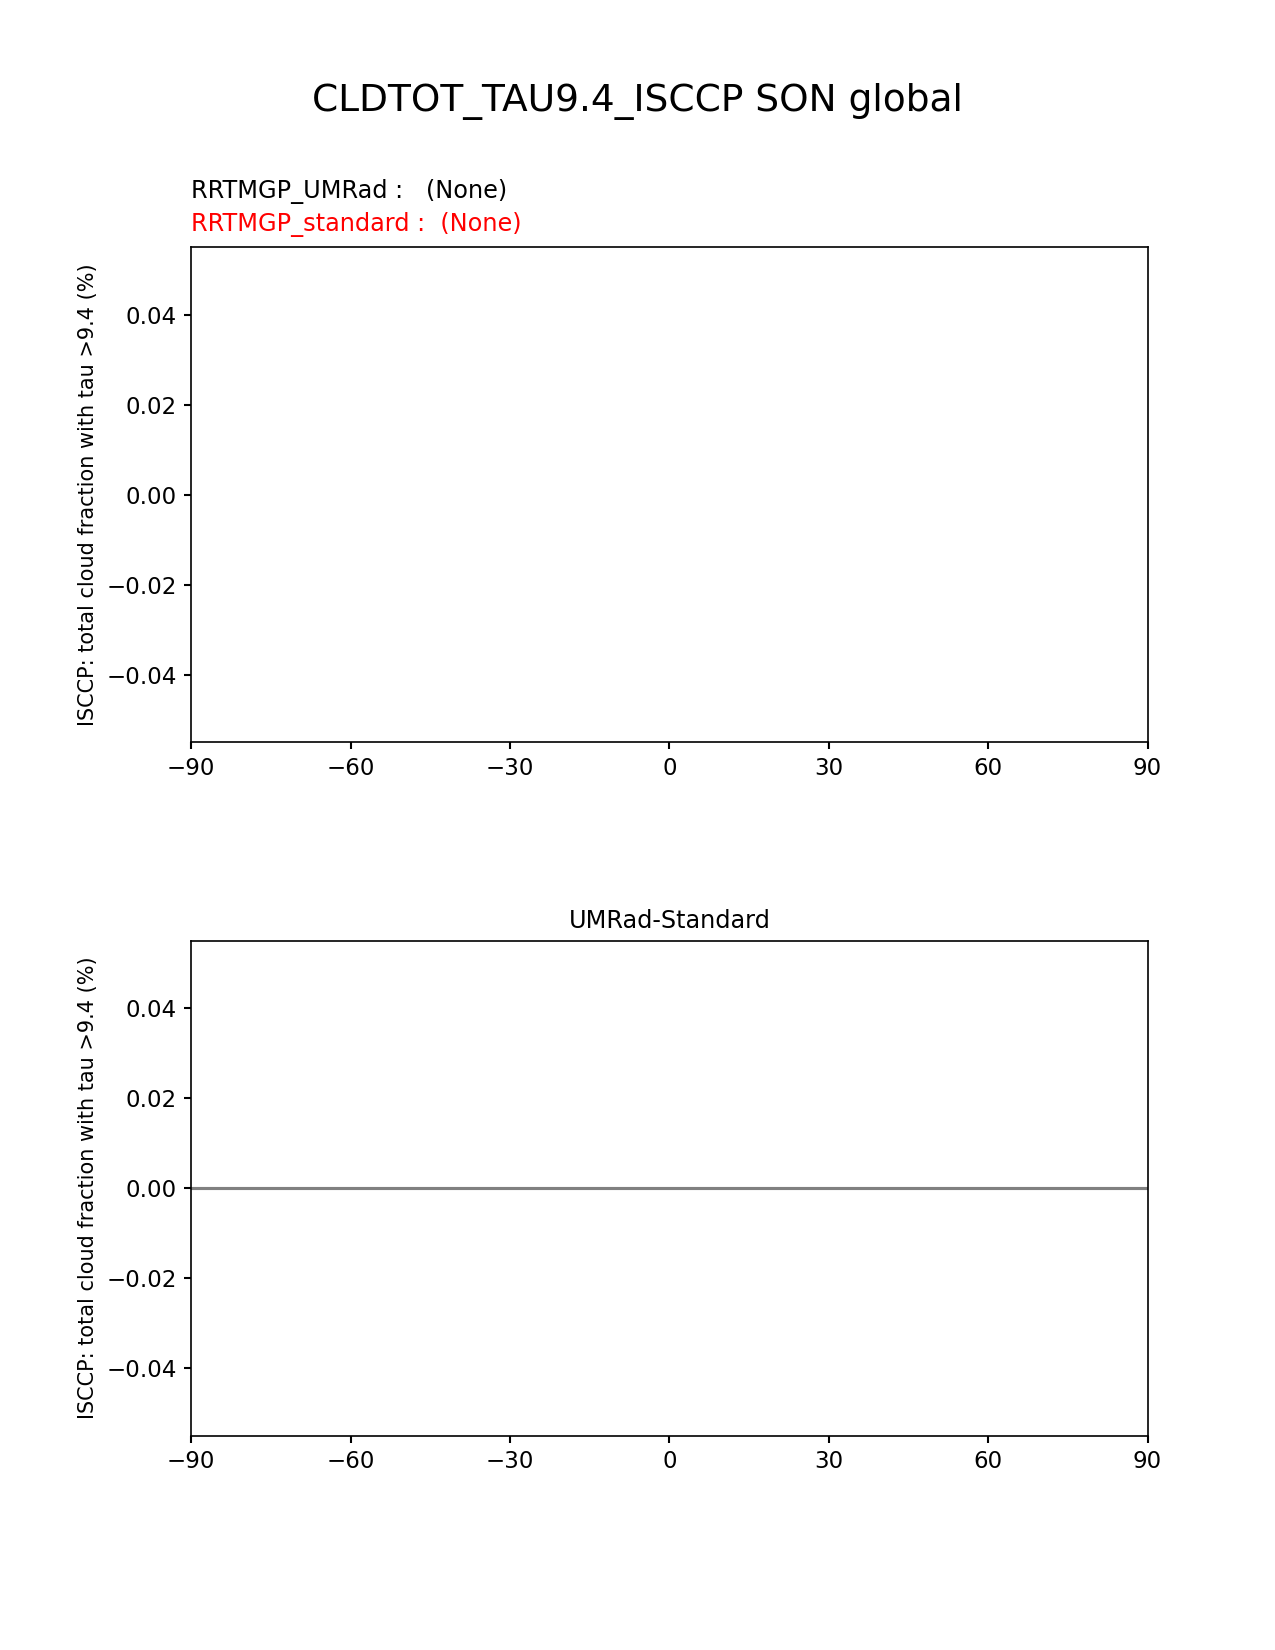 CLDTOT_TAU9.4_ISCCP SON global
RRTMGP_UMRad :   (None)
RRTMGP_standard :  (None)
ISCCP: total cloud fraction with tau >9.4 (%)
0.04
0.02
0.00
−0.02
−0.04
−90 −60 −30 0 30 60 90
UMRad-Standard
ISCCP: total cloud fraction with tau >9.4 (%)
0.04
0.02
0.00
−0.02
−0.04
−90 −60 −30 0 30 60 90